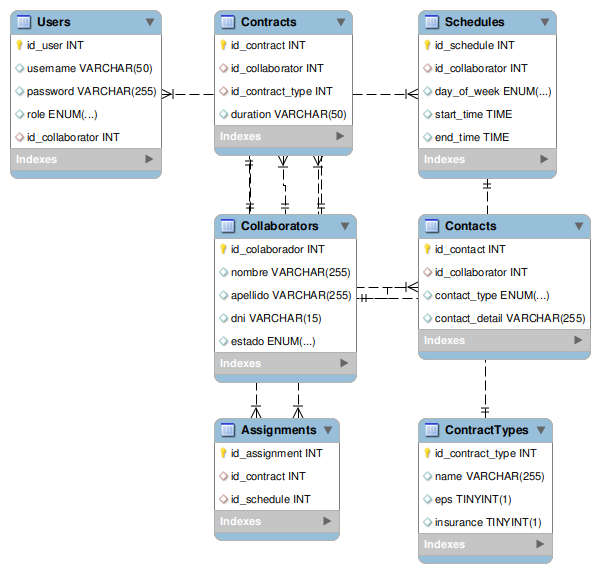 Users
id_user INT
username VARCHAR(50)
password VARCHAR(255)
role ENUM(...)
id_collaborator INT
Indexes
Contracts
id_contract INT
id_collaborator INT
id_contract_type INT
duration VARCHAR(50)
Indexes
Schedules
id_schedule INT
id_collaborator INT
day_of_week ENUM(...)
start_time TIME
end_time TIME
Indexes
Collaborators
id_colaborador INT
nombre VARCHAR(255)
apellido VARCHAR(255)
dni VARCHAR(15)
estado ENUM(...)
Indexes
Contacts
id_contact INT
id_collaborator INT
contact_type ENUM(...)
contact_detail VARCHAR(255)
Indexes
Assignments
id_assignment INT
id_contract INT
id_schedule INT
Indexes
ContractTypes
id_contract_type INT
name VARCHAR(255)
eps TINYINT(1)
insurance TINYINT(1)
Indexes